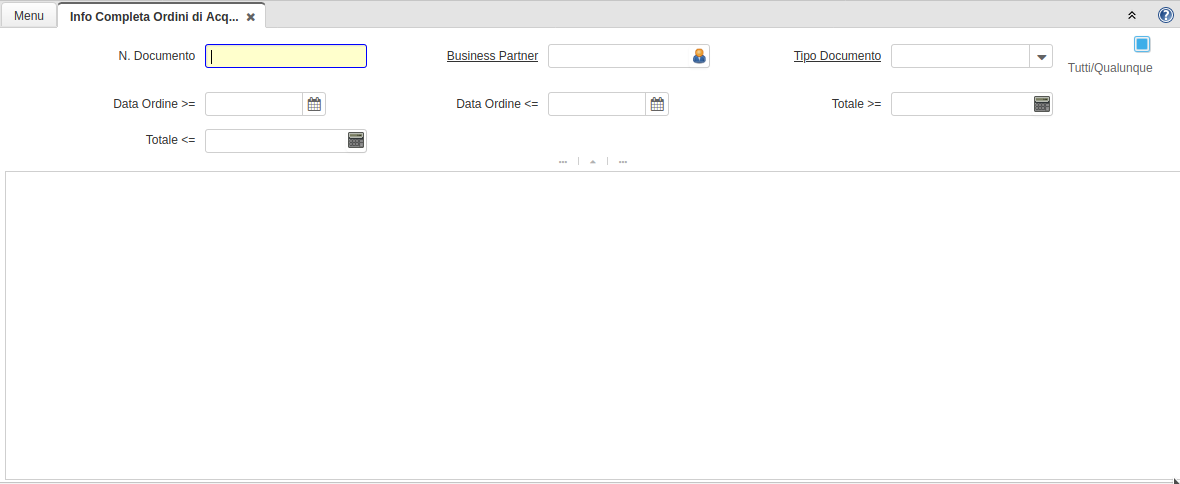 Menu
Info Completa Ordini di Acq...
N. Documento
Business Partner
Tipo Documento
Tutti/Qualunque
Data Ordine >=
Data Ordine <=
Totale >=
Totale <=